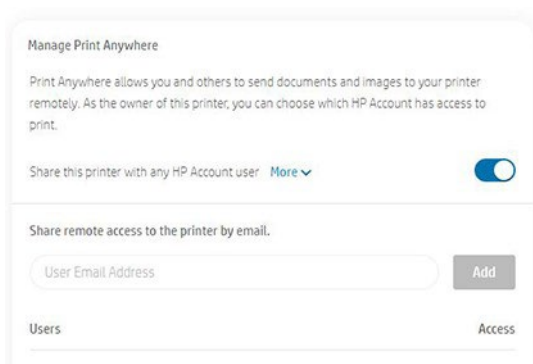 Manage Print Anywhere
Print Anywhere allows you and others to send documents and images to your printer
remotely. As the owner of this printer, you can choose which HP Account has access to
print.
Share this printer with any HP Account user More
Share remote access to the printer by email.
User Email Address Add
Users Access